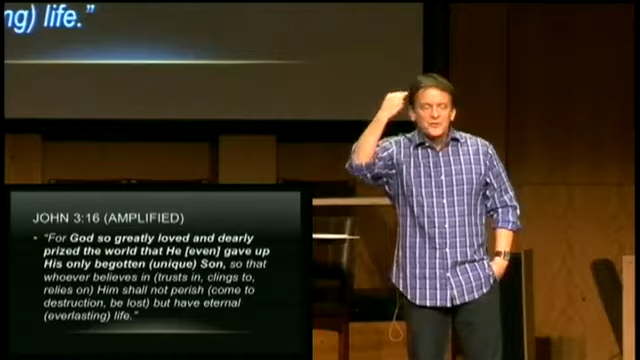 ng) life.”
JOHN 3:16 (AMPLIFIED)
• “For God so greatly loved and dearly
prized the world that He [even] gave up
His only begotten (unique) Son, so that
whoever believes in (trusts in, clings to,
relies on) Him shall not perish (come to
destruction, be lost) but have eternal
(everlasting) life.”